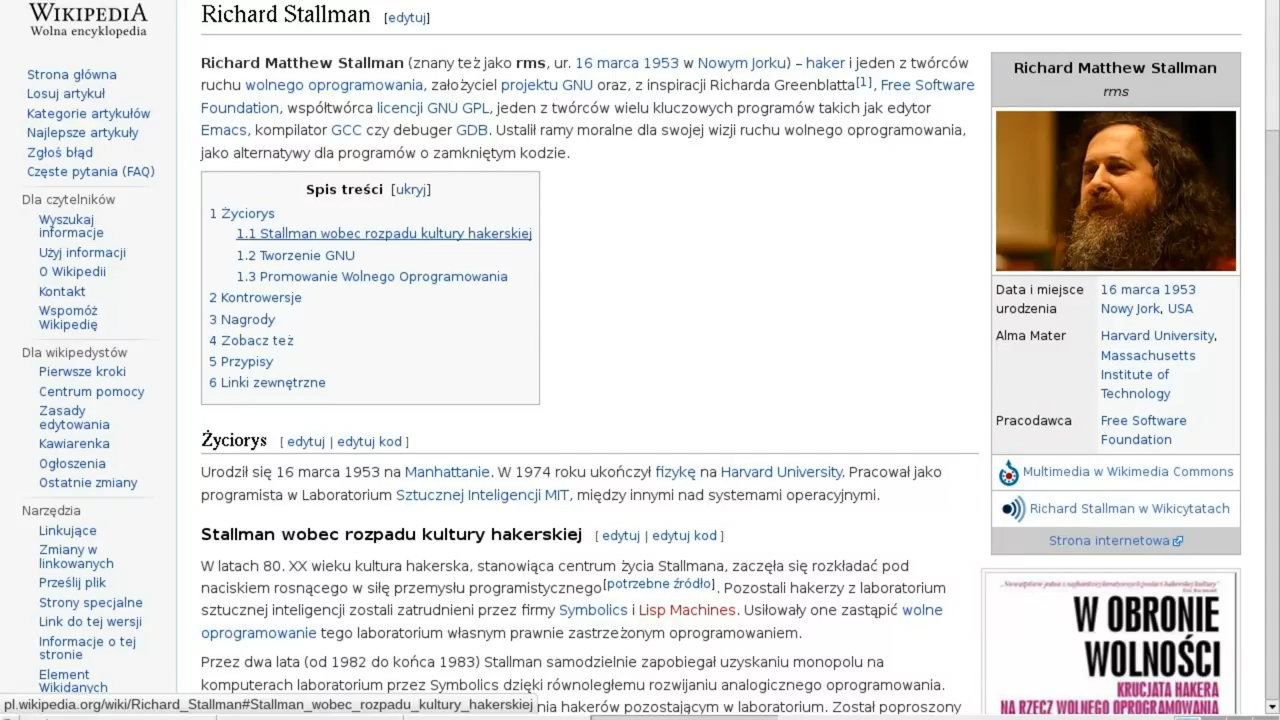 WIKIPEDIA
Wolna encyklopedia
Strona główna
Losuj artykuł
Kategorie artykułów
Najlepsze artykuły
Zgłoś błąd
Częste pytania (FAQ)
Dla czytelników
Wyszukaj
informacje
Użyj informacji
O Wikipedii
Kontakt
Wspomóż
Wikipedię
Dla wikipedystów
Pierwsze kroki
Centrum pomocy
Zasady
edytowania
Kawiarenka
Ogłoszenia
Ostatnie zmiany
Narzędzia
Linkujące
Zmiany w
linkowanych
Prześlij plik
Strony specjalne
Link do tej wersji
Informacje o tej
stronie
Element
Wikidanych
Richard Stallman [edytuj]
Richard Matthew Stallman (znany też jako rms, ur. 16 marca 1953 w Nowym Jorku) – haker i jeden z twórców
ruchu wolnego oprogramowania, założyciel projektu GNU oraz, z inspiracji Richarda Greenblatta[1], Free Software
Foundation, współtwórca licencji GNU GPL, jeden z twórców wielu kluczowych programów takich jak edytor
Emacs, kompilator GCC czy debuger GDB. Ustalił ramy moralne dla swojej wizji ruchu wolnego oprogramowania,
jako alternatywy dla programów o zamkniętym kodzie.
Spis treści [ukryj]
1 Życiorys
1.1 Stallman wobec rozpadu kultury hakerskiej
1.2 Tworzenie GNU
1.3 Promowanie Wolnego Oprogramowania
2 Kontrowersje
3 Nagrody
4 Zobacz też
5 Przypisy
6 Linki zewnętrzne
Życiorys [ edytuj | edytuj kod ]
Urodził się 16 marca 1953 na Manhattanie. W 1974 roku ukończył fizykę na Harvard University. Pracował jako
programista w Laboratorium Sztucznej Inteligencji MIT, między innymi nad systemami operacyjnymi.
Stallman wobec rozpadu kultury hakerskiej [ edytuj | edytuj kod ]
W latach 80. XX wieku kultura hakerska, stanowiąca centrum życia Stallmana, zaczęła się rozkładać pod
naciskiem rosnącego w siłę przemysłu programistycznego[potrzebne źródło]. Pozostali hakerzy z laboratorium
sztucznej inteligencji zostali zatrudnieni przez firmy Symbolics i Lisp Machines. Usiłowały one zastąpić wolne
oprogramowanie tego laboratorium własnym prawnie zastrzeżonym oprogramowaniem.
Przez dwa lata (od 1982 do końca 1983) Stallman samodzielnie zapobiegał uzyskaniu monopolu na
komputerach laboratorium przez Symbolics dzięki równoległemu rozwijaniu analogicznego oprogramowania.
nia hakerów pozostającym w laboratorium. Został poproszony
Richard Matthew Stallman
rms
Data i miejsce urodzenia 16 marca 1953
Nowy Jork, USA
Alma Mater Harvard University,
Massachusetts
Institute of
Technology
Pracodawca Free Software
Foundation
Multimedia w Wikimedia Commons
Richard Stallman w Wikicytatach
Strona internetowa
W OBRONIE
WOLNOŚCI
KRUCJATA HAKERA
NA RZECZ WOLNEGO OPROGRAMOWANIA
pl.wikipedia.org/wiki/Richard_Stallman#Stallman_wobec_rozpadu_kultury_hakerskiej